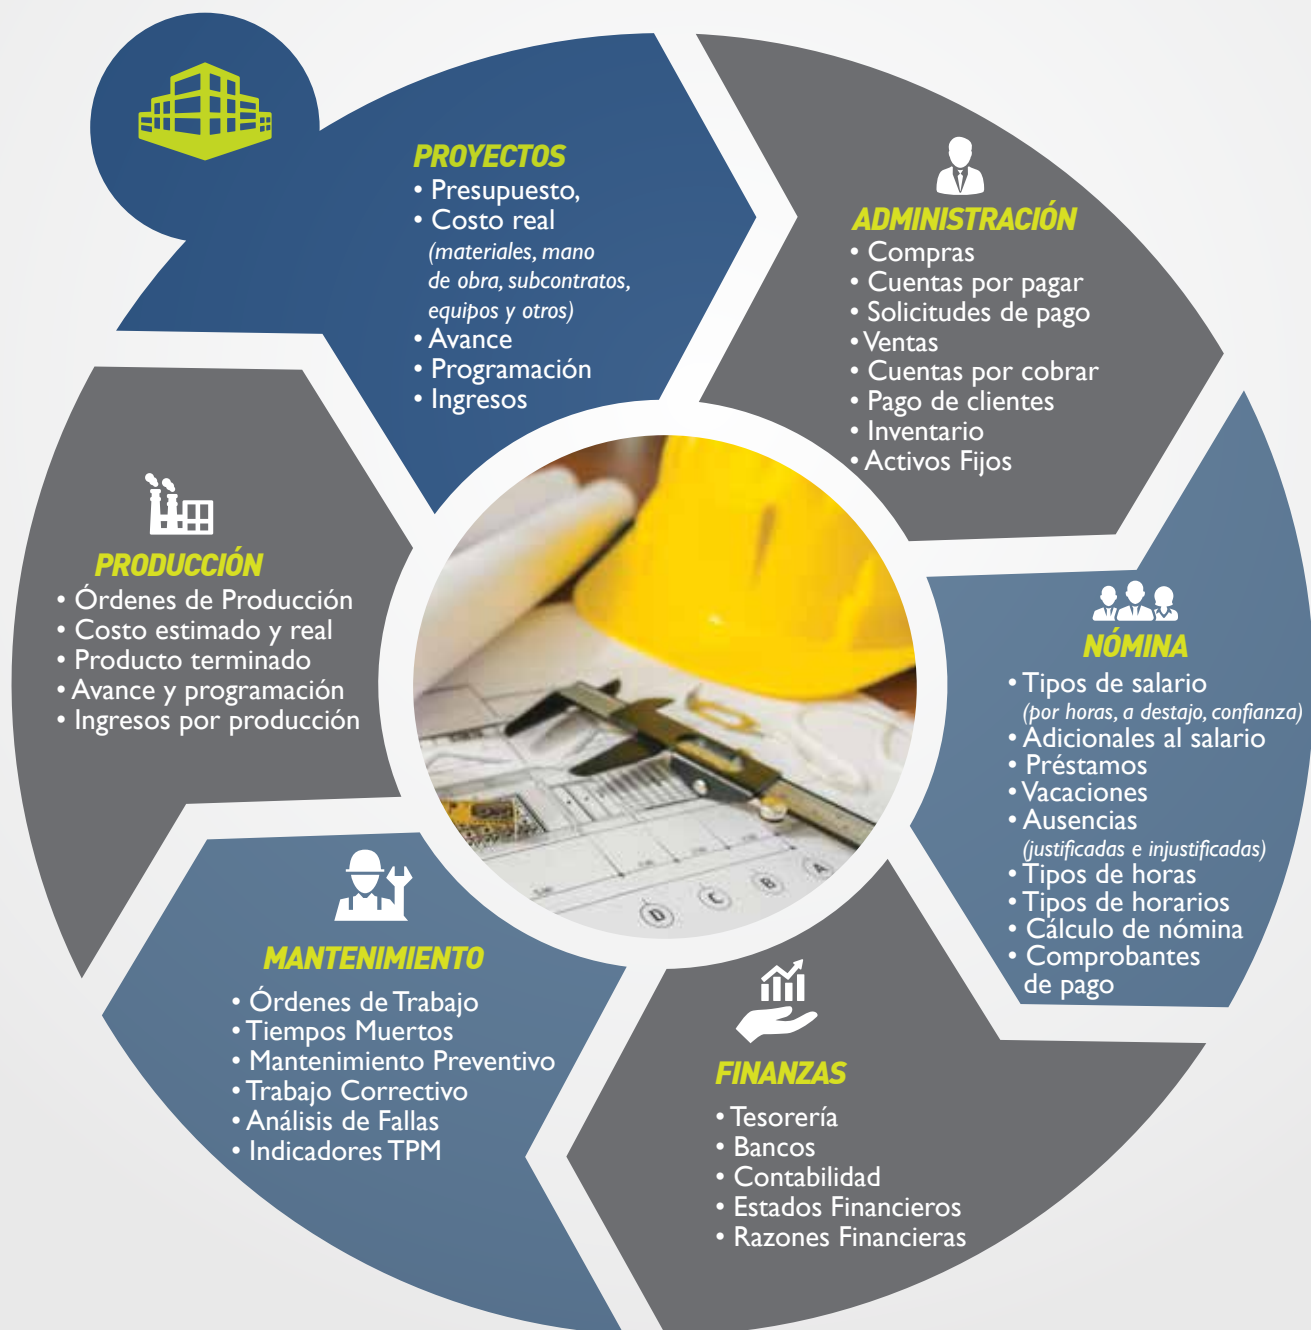 PROYECTOS
• Presupuesto,
• Costo real
(materiales, mano
de obra, subcontratos,
equipos y otros)
• Avance
• Programación
• Ingresos
ADMINISTRACIÓN
• Compras
• Cuentas por pagar
• Solicitudes de pago
• Ventas
• Cuentas por cobrar
• Pago de clientes
• Inventario
• Activos Fijos
NÓMINA
• Tipos de salario
(por horas, a destajo, confianza)
• Adicionales al salario
• Préstamos
• Vacaciones
• Ausencias
(justificadas e injustificadas)
• Tipos de horas
• Tipos de horarios
• Cálculo de nómina
• Comprobantes
de pago
FINANZAS
• Tesorería
• Bancos
• Contabilidad
• Estados Financieros
• Razones Financieras
MANTENIMIENTO
• Órdenes de Trabajo
• Tiempos Muertos
• Mantenimiento Preventivo
• Trabajo Correctivo
• Análisis de Fallas
• Indicadores TPM
PRODUCCIÓN
• Órdenes de Producción
• Costo estimado y real
• Producto terminado
• Avance y programación
• Ingresos por producción
D C B A